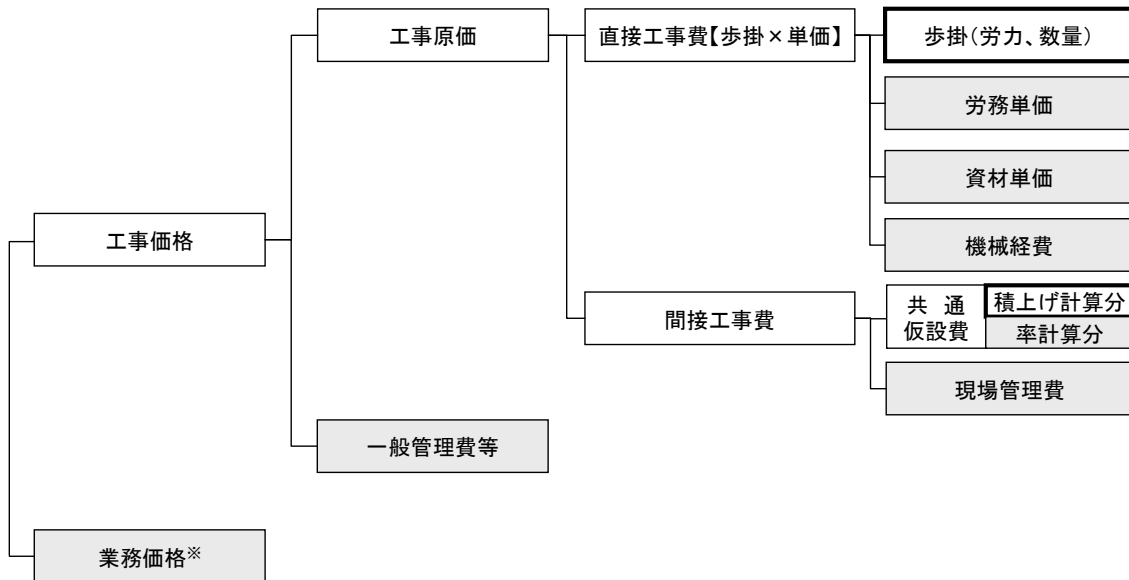 工事原価
直接工事費【歩掛×単価】
歩掛(労力、数量)
労務単価
資材単価
工事価格
機械経費
間接工事費
共 通
仮設費
積上げ計算分
率計算分
現場管理費
一般管理費等
業務価格※